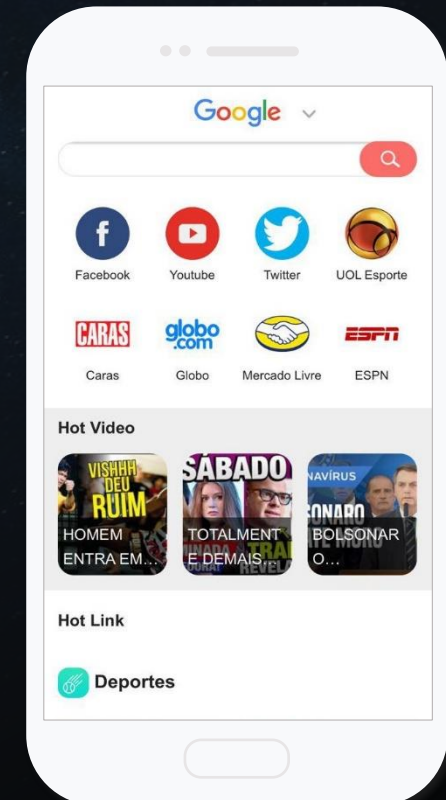 Google
f
Facebook
Youtube
Twitter
UOL Esporte
CARAS
globo
.com
ESPN
Caras
Globo
Mercado Livre
ESPN
Hot Video
VISHHH
DEU
RUIM
HOMEM
ENTRA EM...
SÁBADO
TOTALMENT
E DEMAIS...
BOLSONAR
O...
Hot Link
Deportes